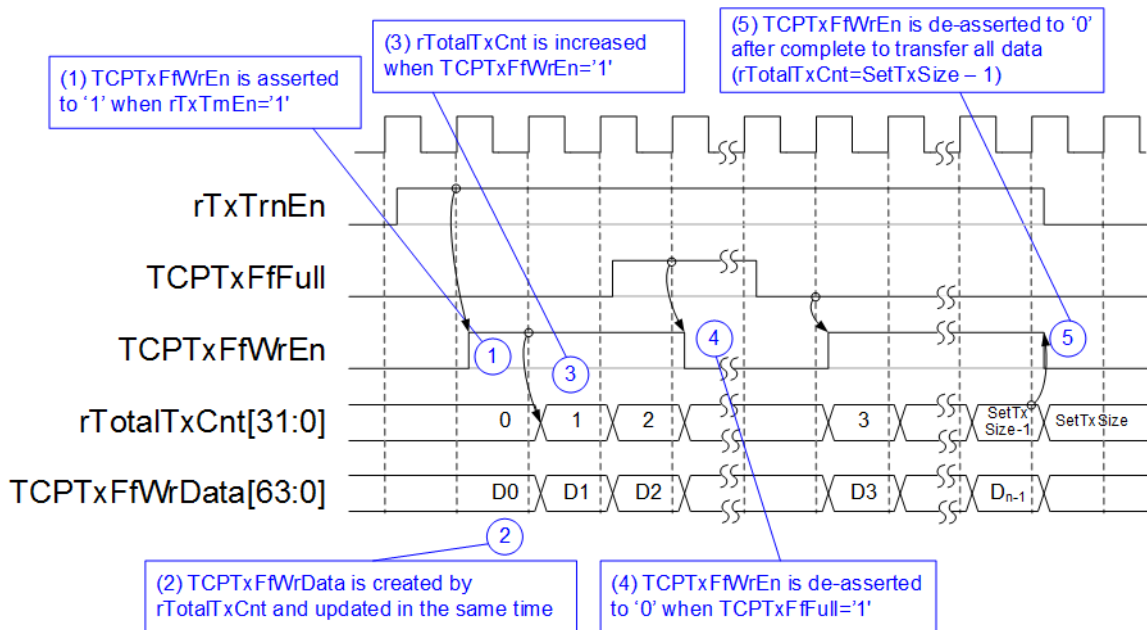 (1) TCPTxFfWrEn is asserted
to ‘1’ when rTxTrnEn=’1’
(3) rTotalTxCnt is increased
when TCPTxFfWrEn=’1’
(5) TCPTxFfWrEn is de-asserted to ‘0’
after complete to transfer all data
(rTotalTxCnt=SetTxSize – 1)
rTxTrnEn
TCPTxFfFull
TCPTxFfWrEn
1
3
4
5
rTotalTxCnt[31:0]
0
1
2
3
SetTx
Size-1
SetTxSize
TCPTxFfWrData[63:0]
D0
D1
D2
D3
Dn-1
2
(2) TCPTxFfWrData is created by
rTotalTxCnt and updated in the same time
(4) TCPTxFfWrEn is de-asserted
to ‘0’ when TCPTxFfFull=’1’